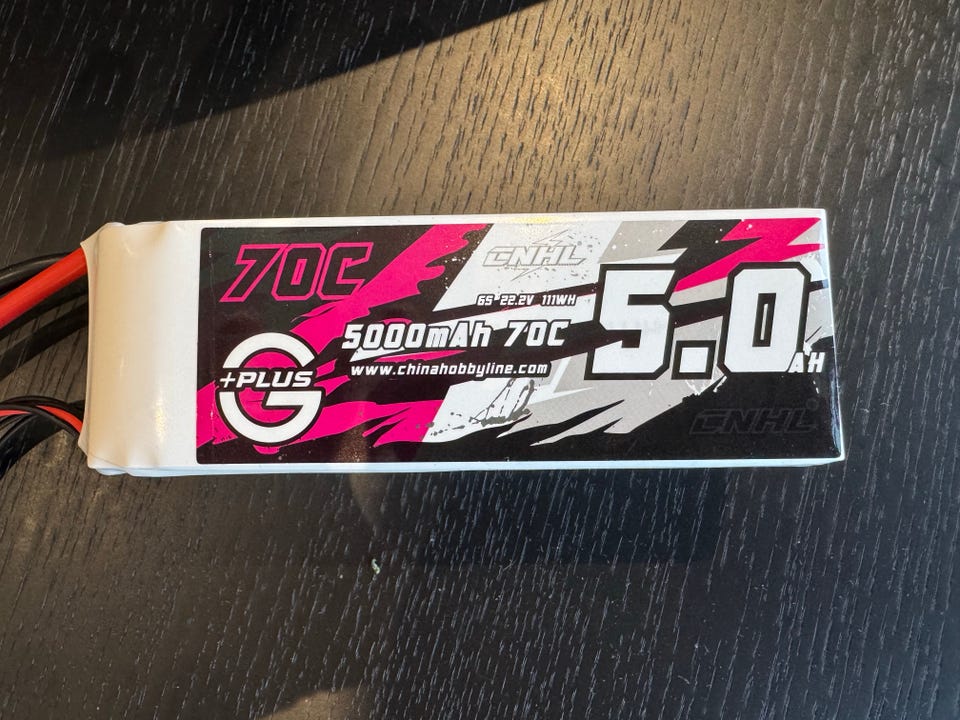 70C
CNHL
6S 22.2V 111WH
5000mAh 70C
www.chinahobbyline.com
G
+PLUS
5.0AH
CNHL